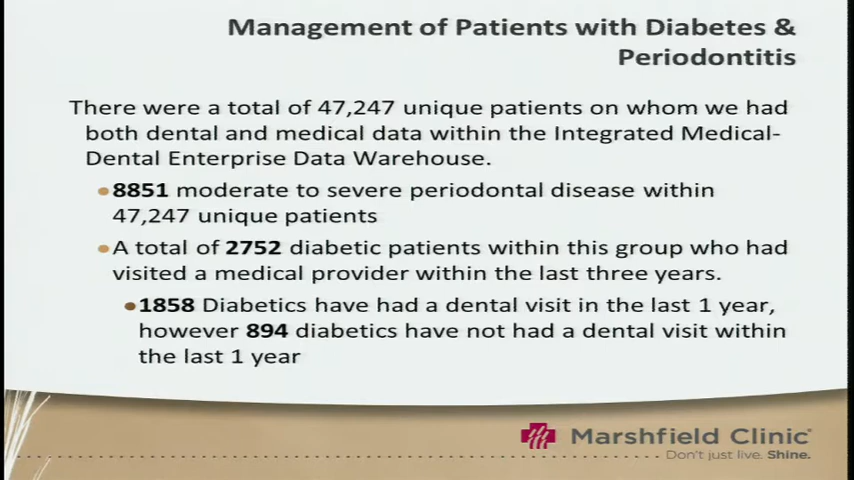 Management of Patients with Diabetes &
Periodontitis
There were a total of 47,247 unique patients on whom we had
both dental and medical data within the Integrated Medical-
Dental Enterprise Data Warehouse.
8851 moderate to severe periodontal disease within
47,247 unique patients
A total of 2752 diabetic patients within this group who had
visited a medical provider within the last three years.
1858 Diabetics have had a dental visit in the last 1 year,
however 894 diabetics have not had a dental visit within
the last 1 year
Marshfield Clinic®
Don't just live. Shine.